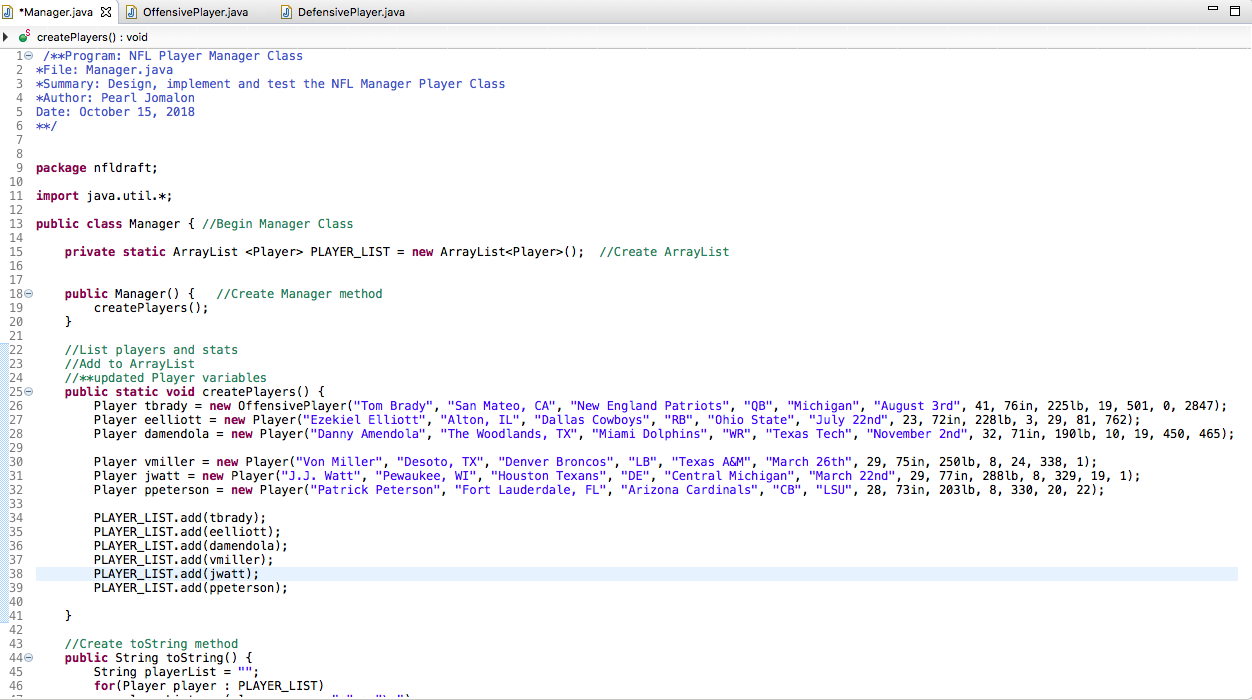 *Manager.java OffensivePlayer.java DefensivePlayer.java
createPlayers() : void
1 /**Program: NFL Player Manager Class
2 *File: Manager.java
3 *Summary: Design, implement and test the NFL Manager Player Class
4 *Author: Pearl Jomalon
5 Date: October 15, 2018
6 **/
7
8
9 package nfldraft;
10
11 import java.util.*;
12
13 public class Manager { //Begin Manager Class
14
15 private static ArrayList <Player> PLAYER_LIST = new ArrayList<Player>(); //Create ArrayList
16
17
18 public Manager() { //Create Manager method
19 createPlayers();
20 }
21
22 //List players and stats
23 //Add to ArrayList
24 //**updated Player variables
25 public static void createPlayers() {
26 Player tbrady = new OffensivePlayer("Tom Brady", "San Mateo, CA", "New England Patriots", "QB", "Michigan", "August 3rd", 41, 76in, 225lb, 19, 501, 0, 2847);
27 Player eelliott = new Player("Ezekiel Elliott", "Alton, IL", "Dallas Cowboys", "RB", "Ohio State", "July 22nd", 23, 72in, 228lb, 3, 29, 81, 762);
28 Player damendola = new Player("Danny Amendola", "The Woodlands, TX", "Miami Dolphins", "WR", "Texas Tech", "November 2nd", 32, 71in, 190lb, 10, 19, 450, 465);
29
30 Player vmiller = new Player("Von Miller", "Desoto, TX", "Denver Broncos", "LB", "Texas A&M", "March 26th", 29, 75in, 250lb, 8, 24, 338, 1);
31 Player jwatt = new Player("J.J. Watt", "Pewaukee, WI", "Houston Texans", "DE", "Central Michigan", "March 22nd", 29, 77in, 288lb, 8, 329, 19, 1);
32 Player ppeterson = new Player("Patrick Peterson", "Fort Lauderdale, FL", "Arizona Cardinals", "CB", "LSU", 28, 73in, 203lb, 8, 330, 20, 22);
33
34 PLAYER_LIST.add(tbrady);
35 PLAYER_LIST.add(eelliott);
36 PLAYER_LIST.add(damendola);
37 PLAYER_LIST.add(vmiller);
38 PLAYER_LIST.add(jwatt);
39 PLAYER_LIST.add(ppeterson);
40
41 }
42
43 //Create toString method
44 public String toString() {
45 String playerList = "";
46 for(Player player : PLAYER_LIST)